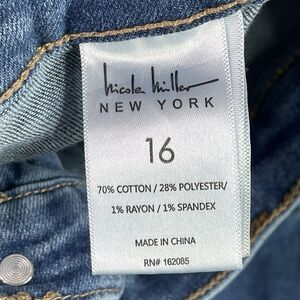 nicole miller
NEW YORK
16
70% COTTON / 28% POLYESTER/
1% RAYON / 1% SPANDEX
MADE IN CHINA
RN# 162085